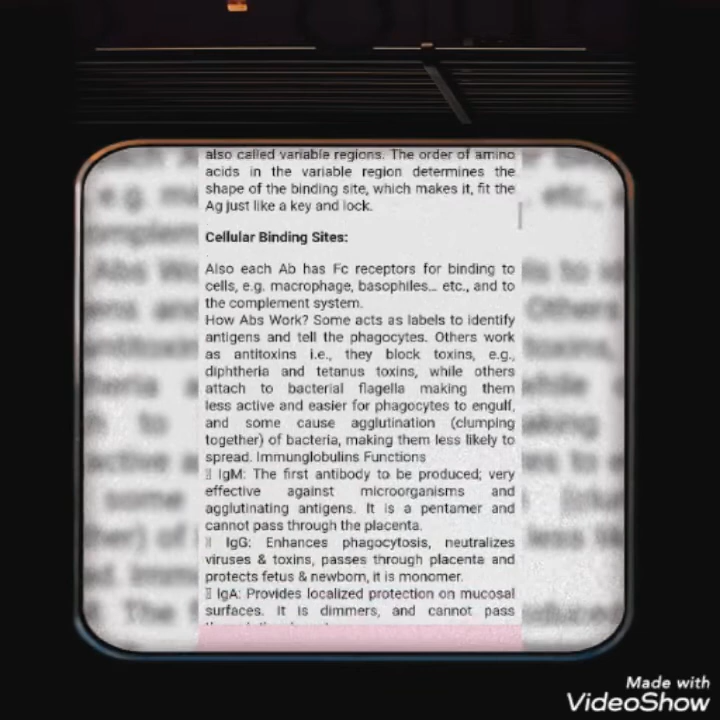 also called variable regions. The order of amino
acids in the variable region determines the
shape of the binding site, which makes it, fit the
Ag just like a key and lock.
Cellular Binding Sites:
Also each Ab has Fc receptors for binding to
cells, e.g. macrophage, basophiles... etc., and to
the complement system.
How Abs Work? Some acts as labels to identify
antigens and tell the phagocytes. Others work
as antitoxins i.e., they block toxins, e.g.,
diphtheria and tetanus toxins, while others
attach to bacterial flagella making them
less active and easier for phagocytes to engulf,
and some cause agglutination (clumping
together) of bacteria, making them less likely to
spread. Immunglobulins Functions
IgM: The first antibody to be produced; very
effective against microorganisms and
agglutinating antigens. It is a pentamer and
cannot pass through the placenta.
IgG: Enhances phagocytosis, neutralizes
viruses & toxins, passes through placenta and
protects fetus & newborn, it is monomer.
IgA: Provides localized protection on mucosal
surfaces. It is dimmers, and cannot pass
Made with
VideoShow